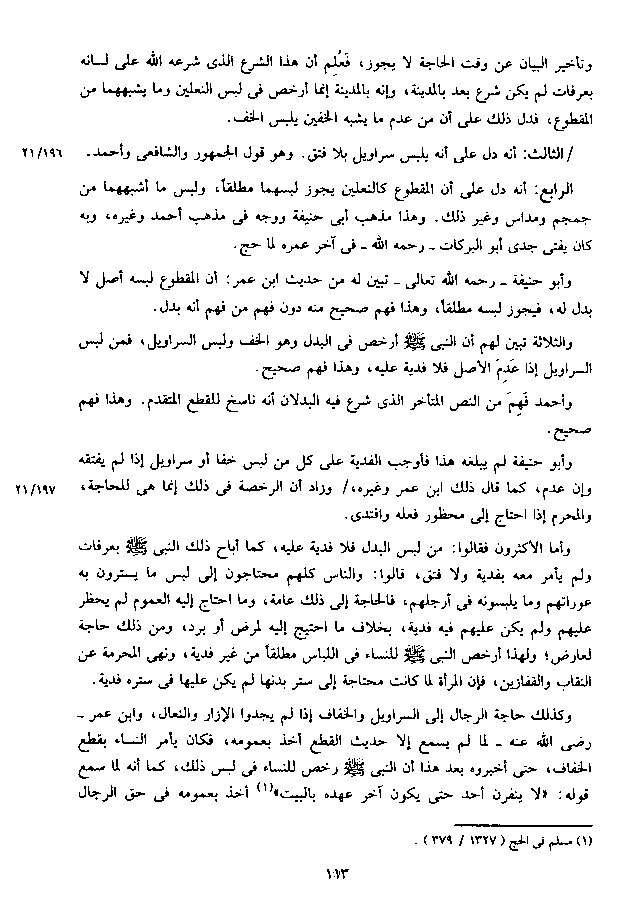 وتأخير البيان عن وقت الحاجة لا يجوز، فَعُلِم أن هذا الشرع الذى شرعه الله على لسانه
بعرفات لم يكن شرع بعد بالمدينة، وإنه بالمدينة إنما أرخص فى لبس النعلين وما يشبههما من
المقطوع، فدل ذلك على أن من عدم ما يشبه الخفين يلبس الخف.
/ الثالث: أنه دل على أنه يلبس سراويل بلا فتق. وهو قول الجمهور والشافعى وأحمد. ٢١/١٩٦
الرابع: أنه دل على أن المقطوع كالنعلين يجوز لبسهما مطلقاً، ولبس ما أشبههما من
جمجم ومداس وغير ذلك. وهذا مذهب أبى حنيفة ووجه فى مذهب أحمد وغيره، وبه
كان يفتى جدى أبو البركات ـ رحمه الله ـ فى آخر عمره لما حج.
وأبو حنيفة ـ رحمه الله تعالى ـ تبين له من حديث ابن عمر؛ أن المقطوع لبسه أصل لا
بدل له، فيجوز لبسه مطلقاً، وهذا فهم صحيح منه دون فهم من فهم أنه بدل.
والثلاثة تبين لهم أن النبى ﷺ أرخص فى البدل وهو الخف ولبس السراويل، فمن لبس
السراويل إذا عَدِمَ الأصل فلا فدية عليه، وهذا فهم صحيح.
وأحمد فَهِمَ من النص المتأخر الذى شرع فيه البدلان أنه ناسخ للقطع المتقدم. وهذا فهم
صحيح.
وأبو حنيفة لم يبلغه هذا فأوجب الفدية على كل من لبس خفا أو سراويل إذا لم يفتقه
وإن عدم، كما قال ذلك ابن عمر وغيره،/ وزاد أن الرخصة فى ذلك إنما هى للحاجة، ٢١/١٩٧
والمحرم إذا احتاج إلى محظور فعله وافتدى.
وأما الأكثرون فقالوا: من لبس البدل فلا فدية عليه، كما أباح ذلك النبى ﷺ بعرفات
ولم يأمر معه بفدية ولا فتق، قالوا: والناس كلهم محتاجون إلى لبس ما يسترون به
عوراتهم وما يلبسونه فى أرجلهم، فالحاجة إلى ذلك عامة، وما احتاج إليه العموم لم يحظر
عليهم ولم يكن عليهم فيه فدية، بخلاف ما احتيج إليه لمرض أو برد، ومن ذلك حاجة
لعارض؛ ولهذا أرخص النبى ﷺ للنساء فى اللباس مطلقاً من غير فدية، ونهى المحرمة عن
النقاب والقفازين، فإن المرأة لما كانت محتاجة إلى ستر بدنها لم يكن عليها فى ستره فدية.
وكذلك حاجة الرجال إلى السراويل والخفاف إذا لم يجدوا الإزار والنعال، وابن عمر ـ
رضى الله عنه ـ لما لم يسمع إلا حديث القطع أخذ بعمومه، فكان يأمر النساء بقطع
الخفاف، حتى أخبروه بعد هذا أن النبى ﷺ رخص للنساء فى لبس ذلك، كما أنه لما سمع
قوله: «لا ينفرن أحد حتى يكون آخر عهده بالبيت»(١) أخذ بعمومه فى حق الرجال
(١) مسلم فى الحج (١٣٢٧ / ٣٧٩) .
١١٣